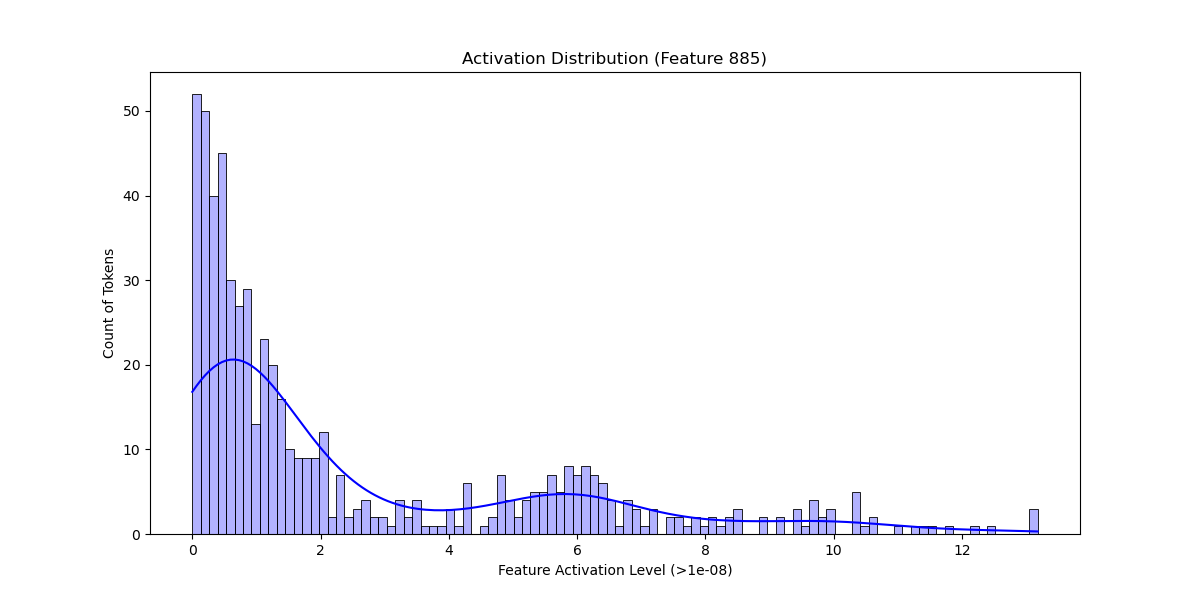 Activation Distribution (Feature 885)
50
40
30
20
10
0
Count of Tokens
0 2 4 6 8 10 12
Feature Activation Level (>1e-08)